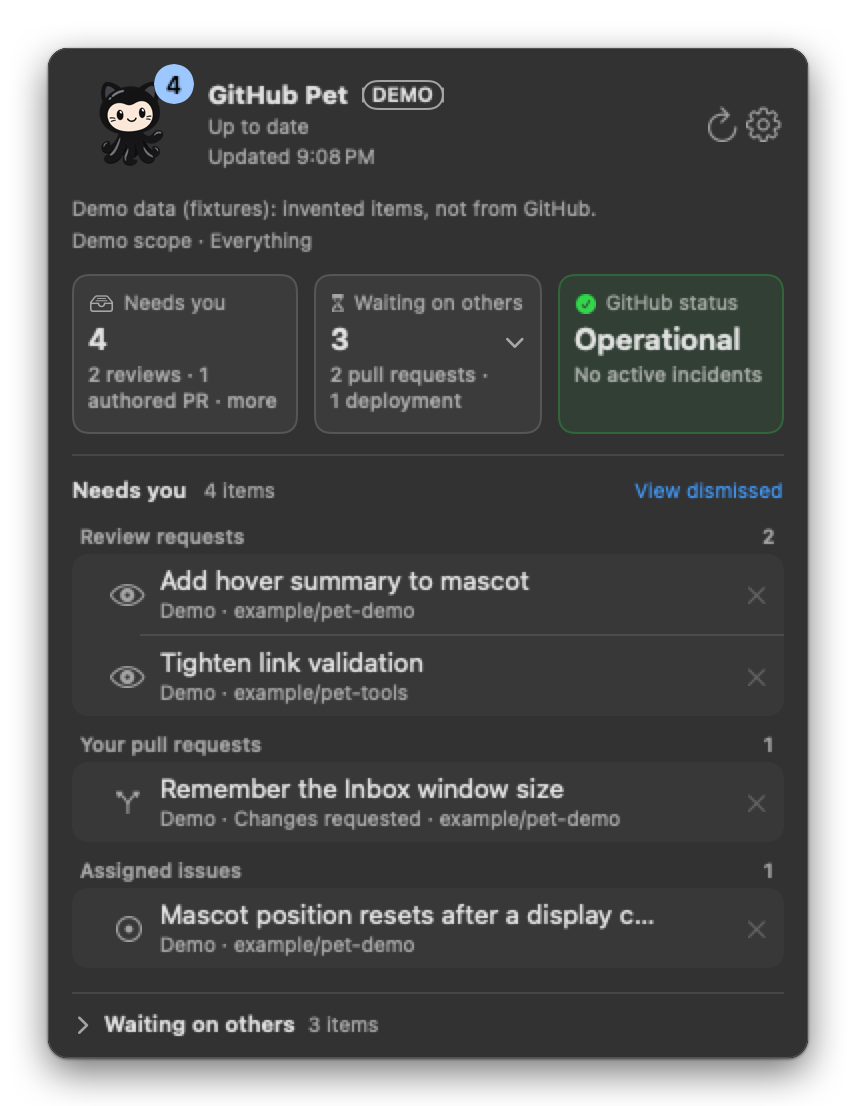 4
GitHub Pet DEMO
Up to date
Updated 9:08 PM
Demo data (fixtures): invented items, not from GitHub.
Demo scope · Everything
Needs you
4
2 reviews · 1
authored PR · more
Waiting on others
3
2 pull requests ·
1 deployment
GitHub status
Operational
No active incidents
Needs you 4 items View dismissed
Review requests 2
Add hover summary to mascot
Demo · example/pet-demo
Tighten link validation
Demo · example/pet-tools
Your pull requests 1
Remember the Inbox window size
Demo · Changes requested · example/pet-demo
Assigned issues 1
Mascot position resets after a display c...
Demo · example/pet-demo
Waiting on others 3 items